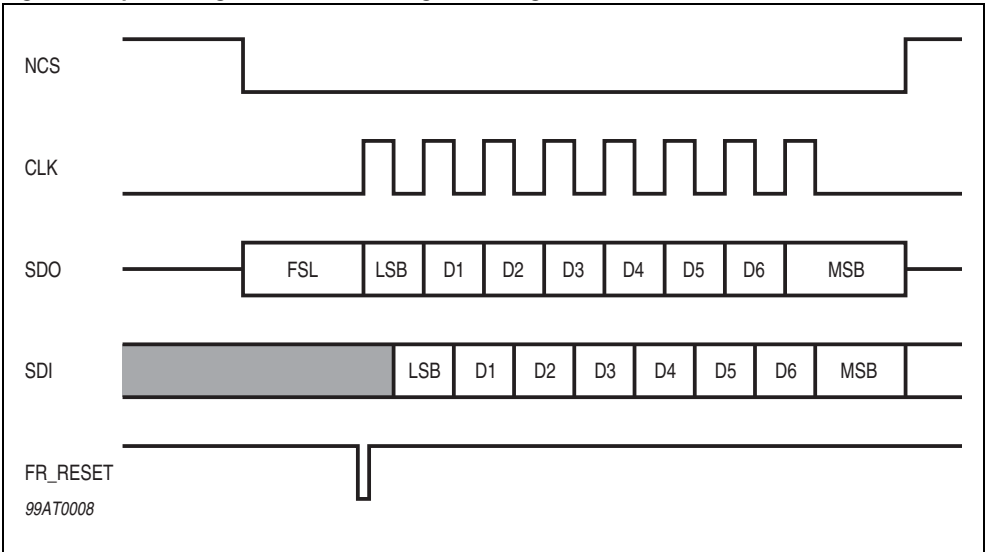 NCS
CLK
SDO FSL LSB D1 D2 D3 D4 D5 D6 MSB
SDI LSB D1 D2 D3 D4 D5 D6 MSB
FR_RESET
99AT0008